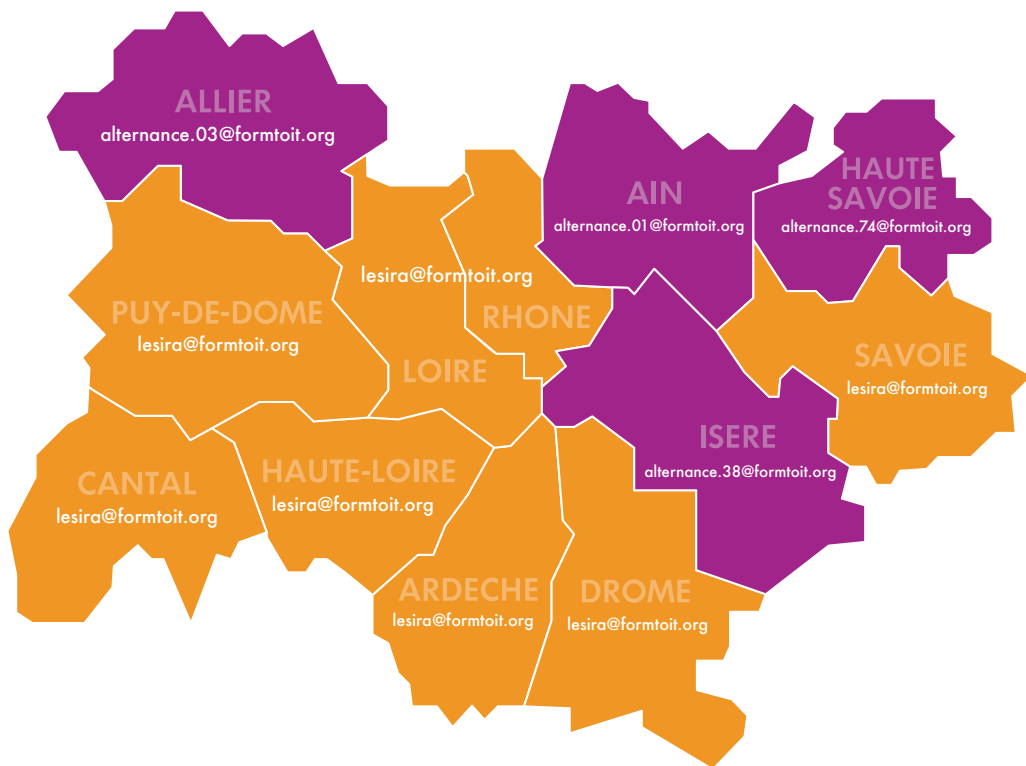 ALLIER
alternance.03@formtoit.org
AIN
alternance.01@formtoit.org
HAUTE
SAVOIE
alternance.74@formtoit.org
PUY-DE-DOME
lesira@formtoit.org
lesira@formtoit.org
RHONE
LOIRE
SAVOIE
lesira@formtoit.org
ISERE
alternance.38@formtoit.org
CANTAL
lesira@formtoit.org
HAUTE-LOIRE
lesira@formtoit.org
ARDECHE
lesira@formtoit.org
DROME
lesira@formtoit.org